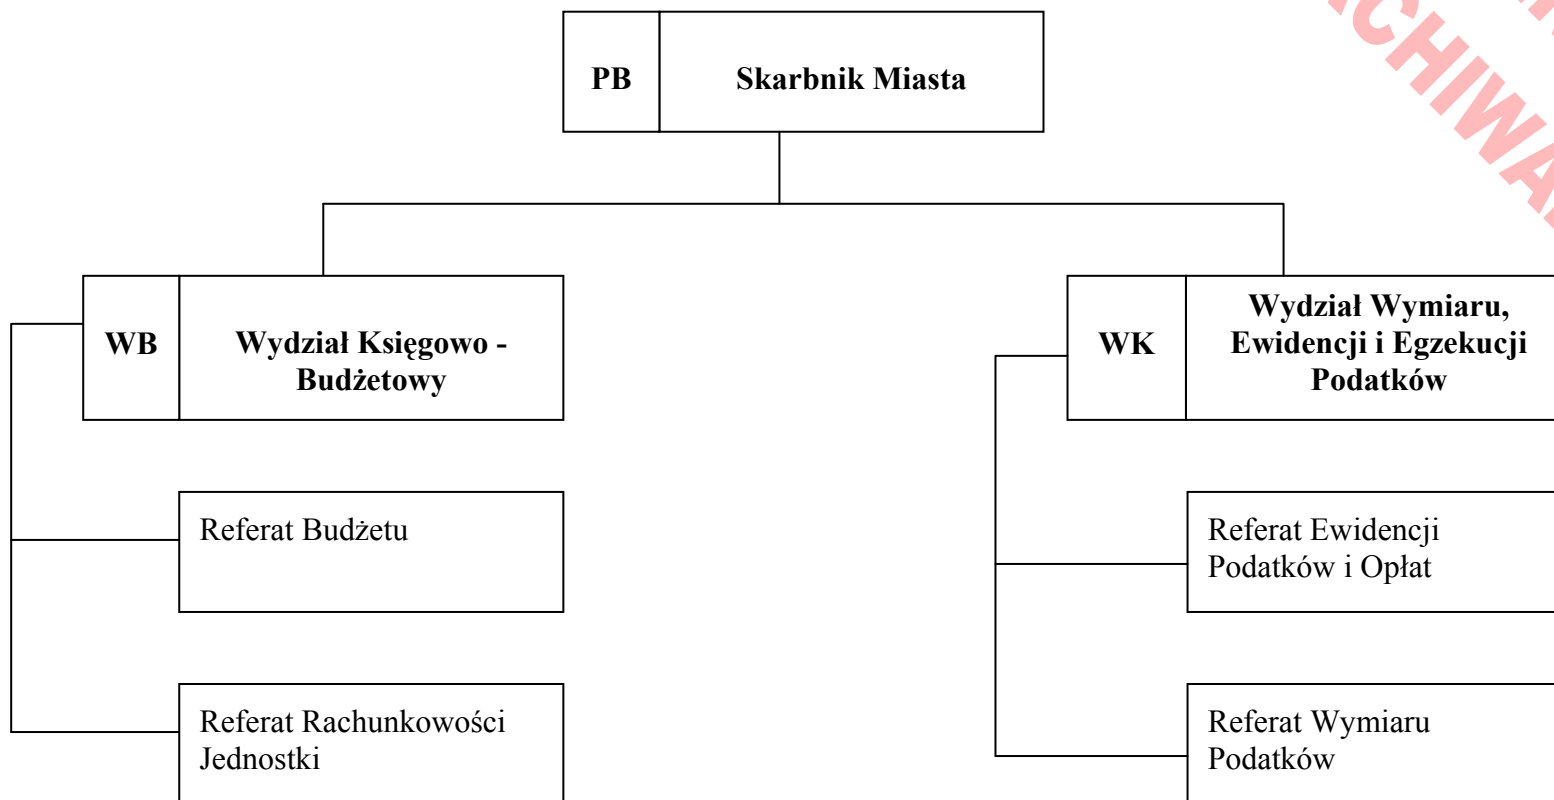 PB
Skarbnik Miasta
WB
Wydział Księgowo -
Budżetowy
WK
Wydział Wymiaru,
Ewidencji i Egzekucji
Podatków
Referat Budżetu
Referat Ewidencji
Podatków i Opłat
Referat Rachunkowości
Jednostki
Referat Wymiaru
Podatków